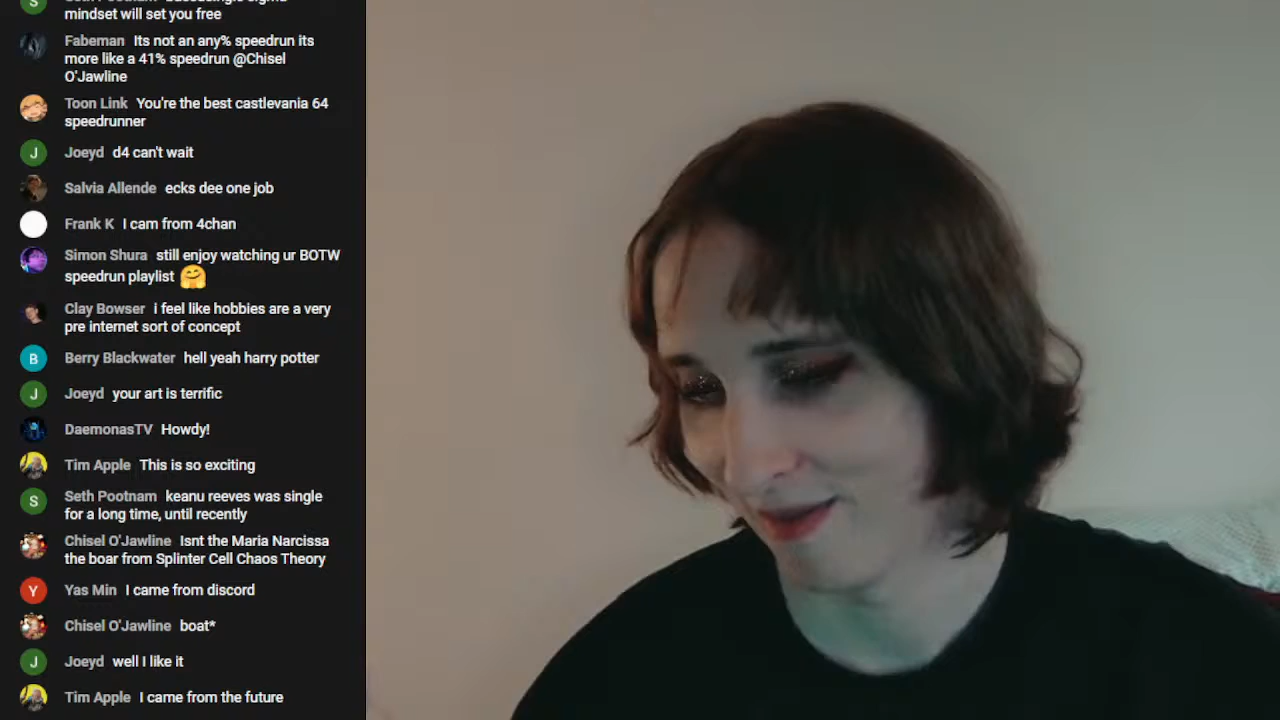 mindset will set you free
Fabeman Its not an any% speedrun its
more like a 41% speedrun @Chisel
O'Jawline
Toon Link You're the best castlevania 64
speedrunner
J Joeyd d4 can't wait
Salvia Allende ecks dee one job
Frank K I cam from 4chan
Simon Shura still enjoy watching ur BOTW
speedrun playlist 🤗
Clay Bowser i feel like hobbies are a very
pre internet sort of concept
B Berry Blackwater hell yeah harry potter
J Joeyd your art is terrific
DaemonasTV Howdy!
Tim Apple This is so exciting
S Seth Pootnam keanu reeves was single
for a long time, until recently
Chisel O'Jawline Isnt the Maria Narcissa
the boar from Splinter Cell Chaos Theory
Y Yas Min I came from discord
Chisel O'Jawline boat*
J Joeyd well I like it
Tim Apple I came from the future